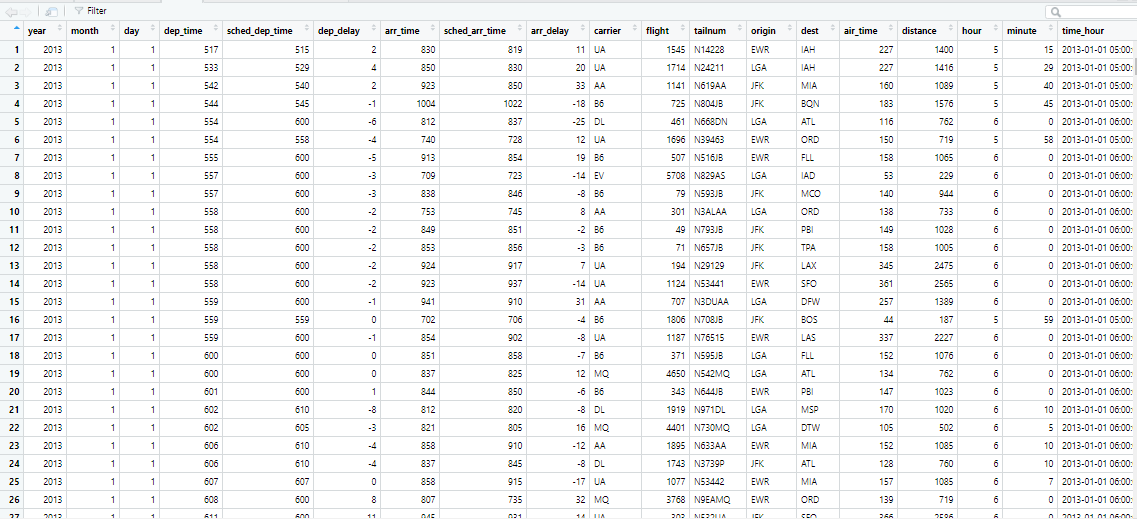 Filter
year month day dep_time sched_dep_time dep_delay arr_time sched_arr_time arr_delay carrier flight tailnum origin dest air_time distance hour minute time_hour
1 2013 1 1 517 515 2 830 819 11 UA 1545 N14228 EWR IAH 227 1400 5 15 2013-01-01 05:00:
2 2013 1 1 533 529 4 850 830 20 UA 1714 N24211 LGA IAH 227 1416 5 29 2013-01-01 05:00:
3 2013 1 1 542 540 2 923 850 33 AA 1141 N619AA JFK MIA 160 1089 5 40 2013-01-01 05:00:
4 2013 1 1 544 545 -1 1004 1022 -18 B6 725 N804JB JFK BQN 183 1576 5 45 2013-01-01 05:00:
5 2013 1 1 554 600 -6 812 837 -25 DL 461 N668DN LGA ATL 116 762 6 0 2013-01-01 06:00:
6 2013 1 1 554 558 -4 740 728 12 UA 1696 N39463 EWR ORD 150 719 5 58 2013-01-01 05:00:
7 2013 1 1 555 600 -5 913 854 19 B6 507 N516JB EWR FLL 158 1065 6 0 2013-01-01 06:00:
8 2013 1 1 557 600 -3 709 723 -14 EV 5708 N829AS LGA IAD 53 229 6 0 2013-01-01 06:00:
9 2013 1 1 557 600 -3 838 846 -8 B6 79 N593JB JFK MCO 140 944 6 0 2013-01-01 06:00:
10 2013 1 1 558 600 -2 753 745 8 AA 301 N3ALAA LGA ORD 138 733 6 0 2013-01-01 06:00:
11 2013 1 1 558 600 -2 849 851 -2 B6 49 N793JB JFK PBI 149 1028 6 0 2013-01-01 06:00:
12 2013 1 1 558 600 -2 853 856 -3 B6 71 N657JB JFK TPA 158 1005 6 0 2013-01-01 06:00:
13 2013 1 1 558 600 -2 924 917 7 UA 194 N29129 JFK LAX 345 2475 6 0 2013-01-01 06:00:
14 2013 1 1 558 600 -2 923 937 -14 UA 1124 N53441 EWR SFO 361 2565 6 0 2013-01-01 06:00:
15 2013 1 1 559 600 -1 941 910 31 AA 707 N3DUAA LGA DFW 257 1389 6 0 2013-01-01 06:00:
16 2013 1 1 559 559 0 702 706 -4 B6 1806 N708JB JFK BOS 44 187 5 59 2013-01-01 05:00:
17 2013 1 1 559 600 -1 854 902 -8 UA 1187 N76515 EWR LAS 337 2227 6 0 2013-01-01 06:00:
18 2013 1 1 600 600 0 851 858 -7 B6 371 N595JB LGA FLL 152 1076 6 0 2013-01-01 06:00:
19 2013 1 1 600 600 0 837 825 12 MQ 4650 N542MQ LGA ATL 134 762 6 0 2013-01-01 06:00:
20 2013 1 1 601 600 1 844 850 -6 B6 343 N644JB EWR PBI 147 1023 6 0 2013-01-01 06:00:
21 2013 1 1 602 610 -8 812 820 -8 DL 1919 N971DL LGA MSP 170 1020 6 10 2013-01-01 06:00:
22 2013 1 1 602 605 -3 821 805 16 MQ 4401 N730MQ LGA DTW 105 502 6 5 2013-01-01 06:00:
23 2013 1 1 606 610 -4 858 910 -12 AA 1895 N633AA EWR MIA 152 1085 6 10 2013-01-01 06:00:
24 2013 1 1 606 610 -4 837 845 -8 DL 1743 N3739P JFK ATL 128 760 6 10 2013-01-01 06:00:
25 2013 1 1 607 607 0 858 915 -17 UA 1077 N53442 EWR MIA 157 1085 6 7 2013-01-01 06:00:
26 2013 1 1 608 600 8 807 735 32 MQ 3768 N9EAMQ EWR ORD 139 719 6 0 2013-01-01 06:00:
27 2013 1 1 611 600 11 945 931 14 UA 303 N532UA JFK SFO 366 2586 6 0 2013-01-01 06:00: